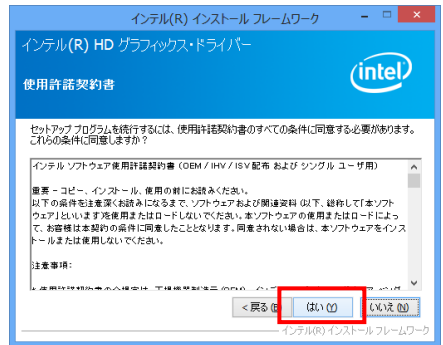 インテル(R) インストール フレームワーク
インテル(R) HD グラフィックス・ドライバー
使用許諾契約書
intel
セットアップ プログラムを続行するには、使用許諾契約書のすべての条件に同意する必要があります。
これらの条件に同意しますか？
インテル ソフトウェア使用許諾契約書 (OEM / IHV / ISV 配布 および シングル ユーザ用)
重要 - コピー、インストール、使用の前にお読みください。
以下の条件を注意深くお読みになるまで、ソフトウェアおよび関連資料 (以下、総称して「本ソフト
ウェア」といいます)を使用またはロードしないでください。本ソフトウェアの使用またはロードによっ
て、お客様は本契約の条件に同意したこととなります。同意されない場合は、本ソフトウェアをインス
トールまたは使用しないでください。
注意事項:
< 戻る(B)
はい(Y)
いいえ(N)
インテル(R) インストール フレームワーク